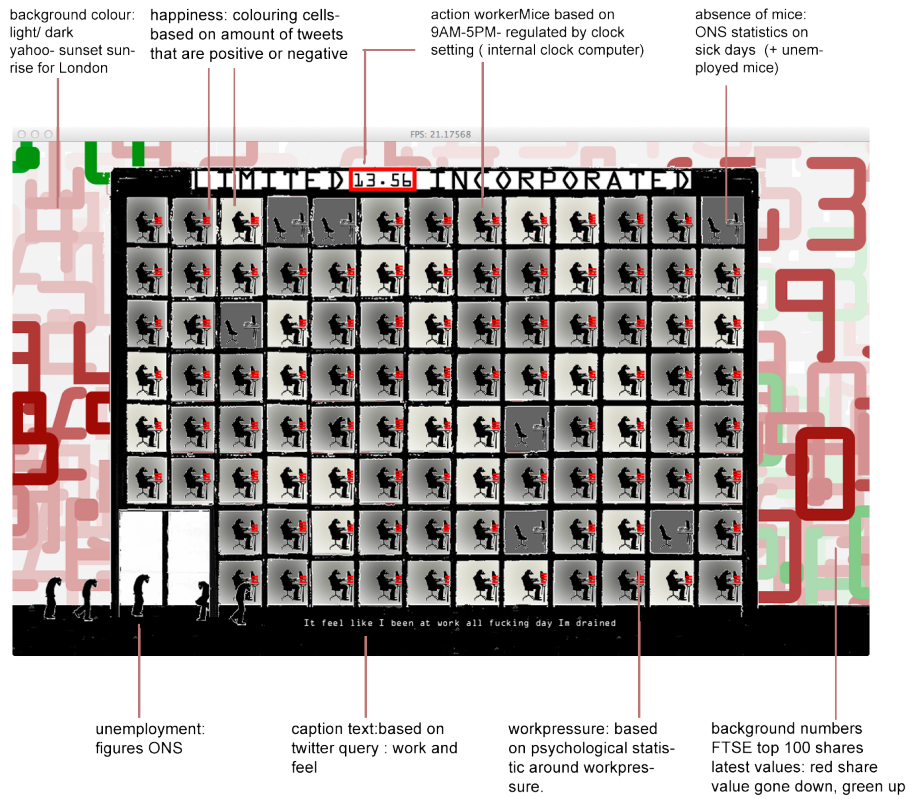 background colour:
light/ dark
yahoo- sunset sun-
rise for London
happiness: colouring cells-
based on amount of tweets
that are positive or negative
action workerMice based on
9AM-5PM- regulated by clock
setting ( internal clock computer)
absence of mice:
ONS statistics on
sick days (+ unem-
ployed mice)
FPS: 21.17568
LIMITED 13.56 INCORPORATED
It feel like I been at work all fucking day Im drained
unemployment:
figures ONS
caption text:based on
twitter query : work and
feel
workpressure: based
on psychological statis-
tic around workpres-
sure.
background numbers
FTSE top 100 shares
latest values: red share
value gone down, green up